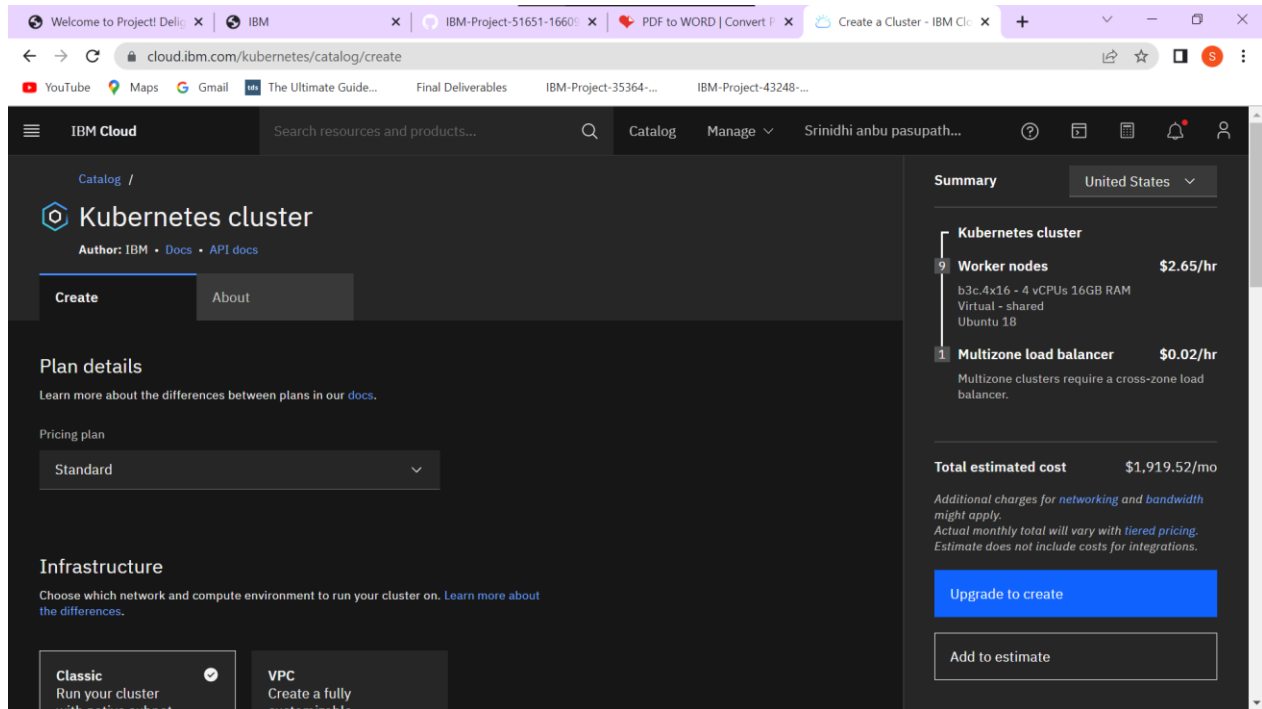 Welcome to Project! Delig
IBM
IBM-Project-51651-16609
PDF to WORD | Convert P
Create a Cluster - IBM Clo
cloud.ibm.com/kubernetes/catalog/create
S
YouTube
Maps
Gmail
tds
The Ultimate Guide...
Final Deliverables
IBM-Project-35364-...
IBM-Project-43248-...
IBM Cloud
Search resources and products...
Catalog
Manage
Srinidhi anbu pasupath...
Catalog /
Kubernetes cluster
Author: IBM • Docs • API docs
Create
About
Plan details
Learn more about the differences between plans in our docs.
Pricing plan
Standard
Infrastructure
Choose which network and compute environment to run your cluster on. Learn more about
the differences.
Classic
Run your cluster
with native subnet
VPC
Create a fully
customizable
Summary
United States
Kubernetes cluster
9 Worker nodes $2.65/hr
b3c.4x16 - 4 vCPUs 16GB RAM
Virtual - shared
Ubuntu 18
1 Multizone load balancer $0.02/hr
Multizone clusters require a cross-zone load
balancer.
Total estimated cost $1,919.52/mo
Additional charges for networking and bandwidth
might apply.
Actual monthly total will vary with tiered pricing.
Estimate does not include costs for integrations.
Upgrade to create
Add to estimate